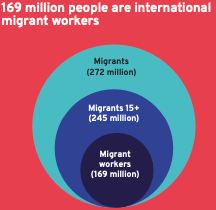 169 million people are international
migrant workers
Migrants
(272 million)
Migrants 15+
(245 million)
Migrant
workers
(169 million)